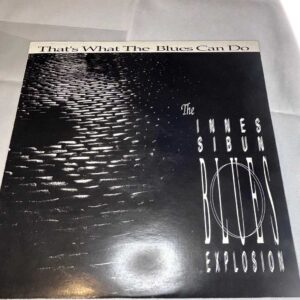 That's What The Blues Can Do
The
INNES
SIBUN
BLUES
EXPLOSION